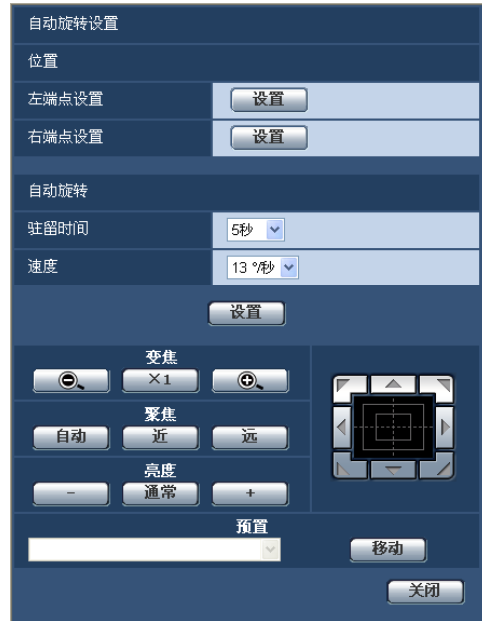 自动旋转设置
位置
左端点设置 设置
右端点设置 设置
自动旋转
驻留时间 5秒
速度 13 °/秒
设置
变焦
×1
聚焦
自动 近 远
亮度
- 通常 +
预置
移动
关闭